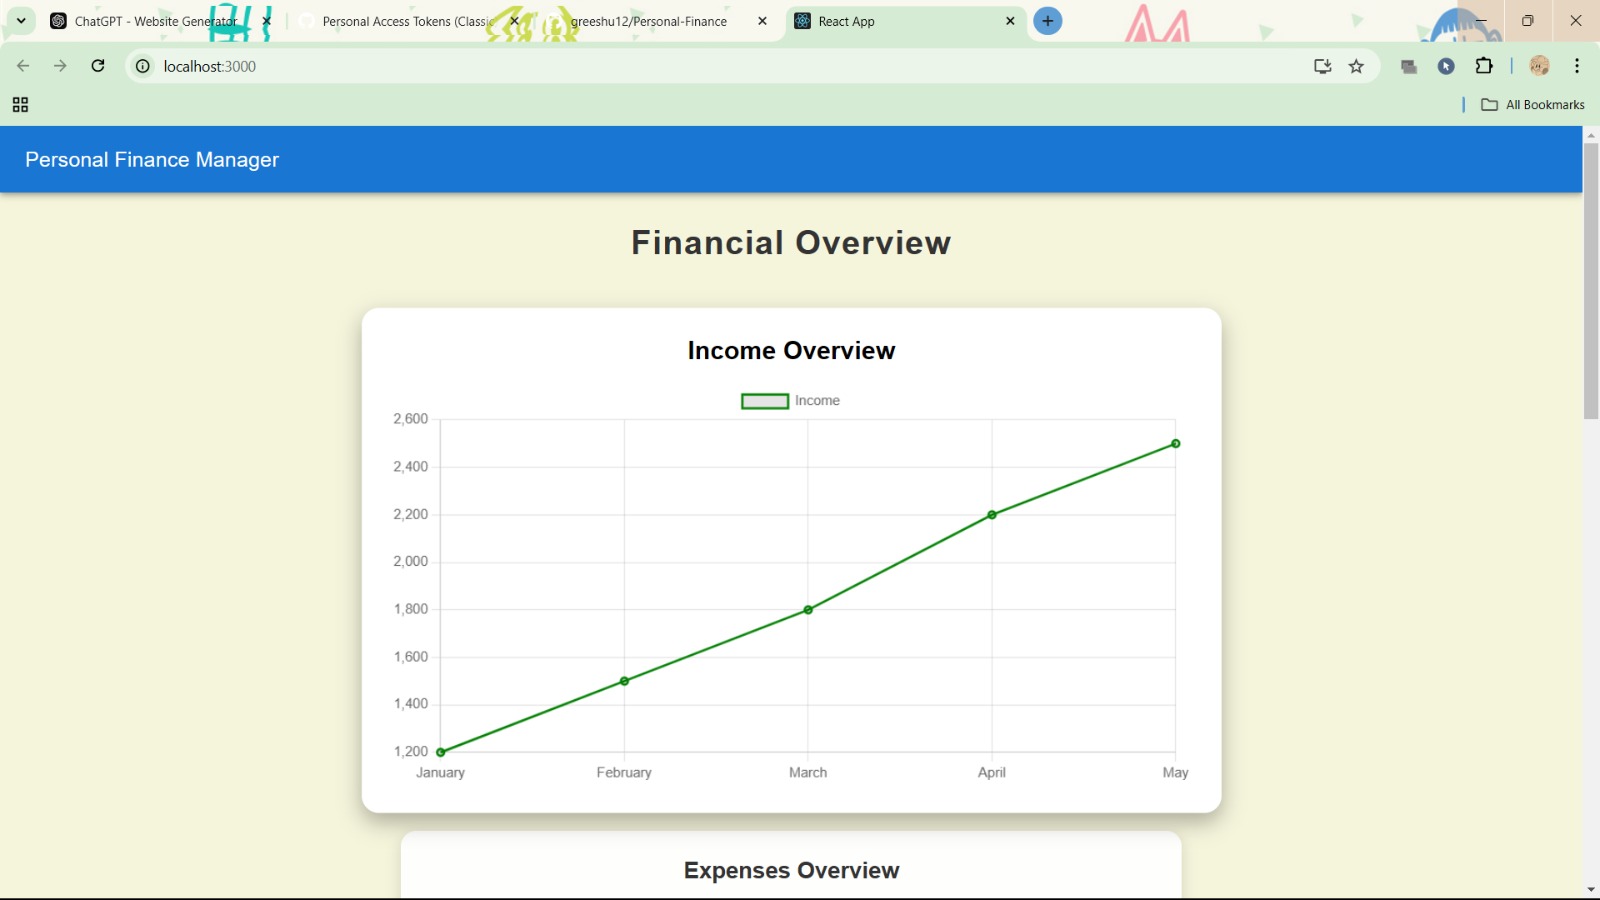 ChatGPT - Website Generator
Personal Access Tokens (Classic
greeshu12/Personal-Finance
React App
localhost:3000
All Bookmarks
Personal Finance Manager
Financial Overview
Income Overview
Income
2,600
2,400
2,200
2,000
1,800
1,600
1,400
1,200
January February March April May
Expenses Overview